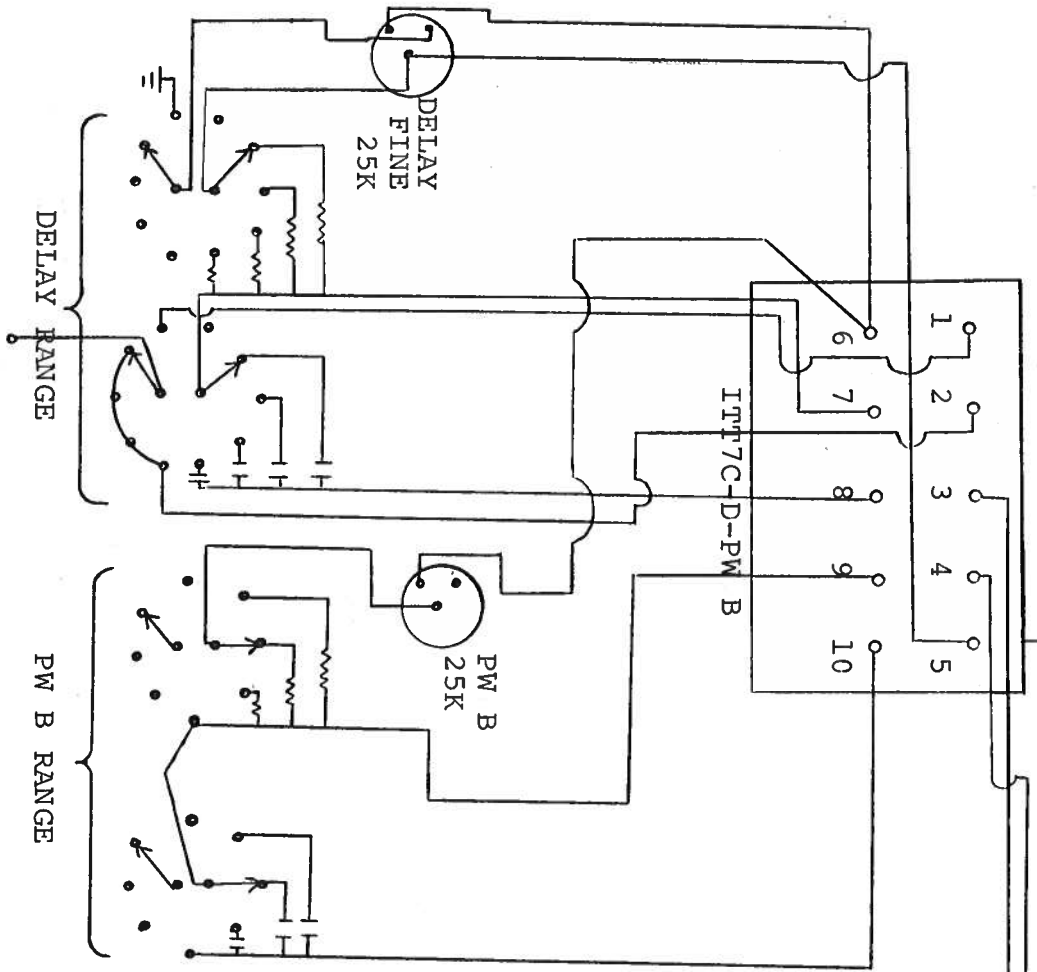 DELAY
FINE
25K
DELAY RANGE
1
2
3
4
5
6
7
8
9
10
ITT7C-D-PW B
PW B
25K
PW B RANGE